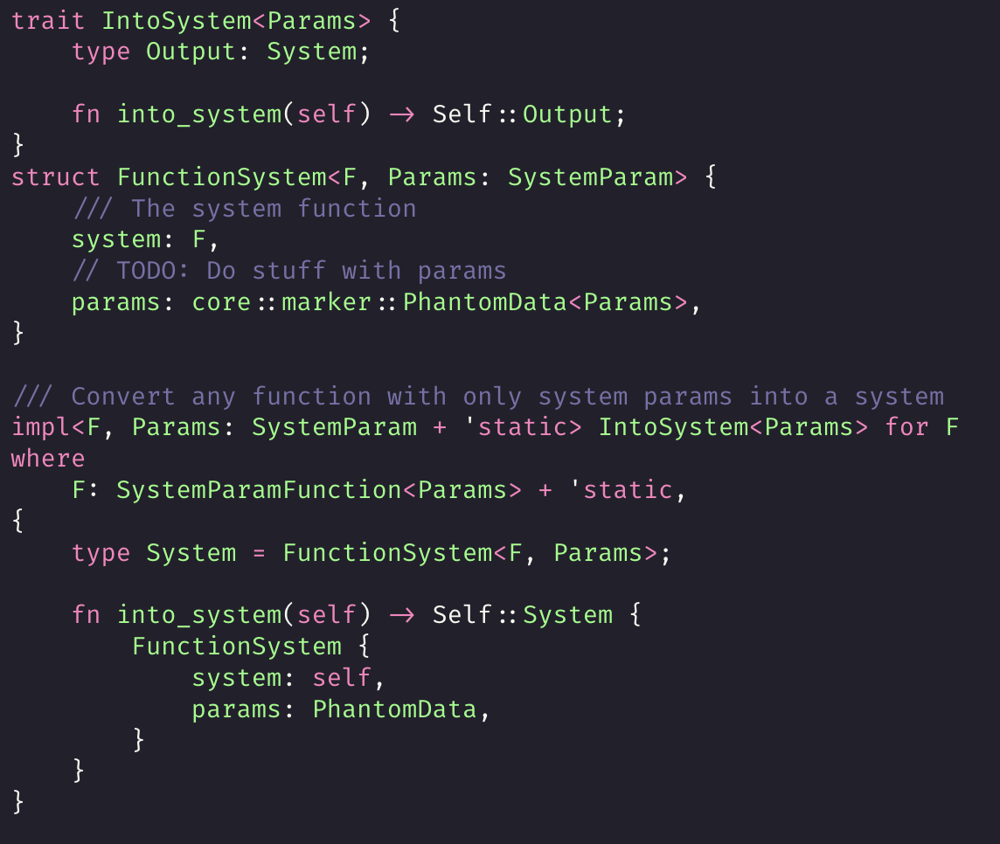 trait IntoSystem<Params> {
    type Output: System;

    fn into_system(self) -> Self::Output;
}
struct FunctionSystem<F, Params: SystemParam> {
    /// The system function
    system: F,
    // TODO: Do stuff with params
    params: core::marker::PhantomData<Params>,
}

/// Convert any function with only system params into a system
impl<F, Params: SystemParam + 'static> IntoSystem<Params> for F
where
    F: SystemParamFunction<Params> + 'static,
{
    type System = FunctionSystem<F, Params>;

    fn into_system(self) -> Self::System {
        FunctionSystem {
            system: self,
            params: PhantomData,
        }
    }
}